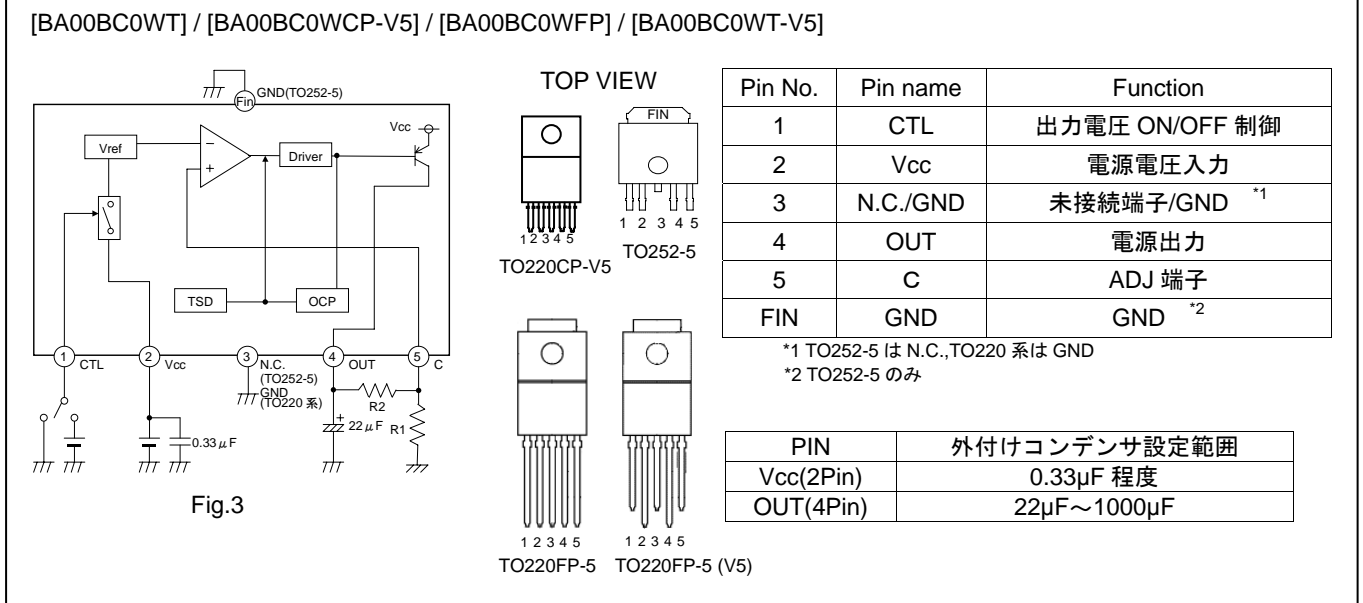 [BA00BC0WT] / [BA00BC0WCP-V5] / [BA00BC0WFP] / [BA00BC0WT-V5]
Fin
GND(TO252-5)
Vcc
Vref
−
+
Driver
TSD
OCP
1
CTL
2
Vcc
3
N.C.
(TO252-5)
GND
(TO220 系)
4
OUT
5
C
R2
+
22μF
R1
0.33μF
Fig.3
TOP VIEW
FIN
1 2 3 4 5
TO220CP-V5
1 2 3 4 5
TO252-5
1 2 3 4 5
TO220FP-5
1 2 3 4 5
TO220FP-5 (V5)
Pin No. Pin name Function
1 CTL 出力電圧 ON/OFF 制御
2 Vcc 電源電圧入力
3 N.C./GND 未接続端子/GND *1
4 OUT 電源出力
5 C ADJ 端子
FIN GND GND *2
*1 TO252-5 は N.C.,TO220 系は GND
*2 TO252-5 のみ
PIN 外付けコンデンサ設定範囲
Vcc(2Pin) 0.33μF 程度
OUT(4Pin) 22μF～1000μF